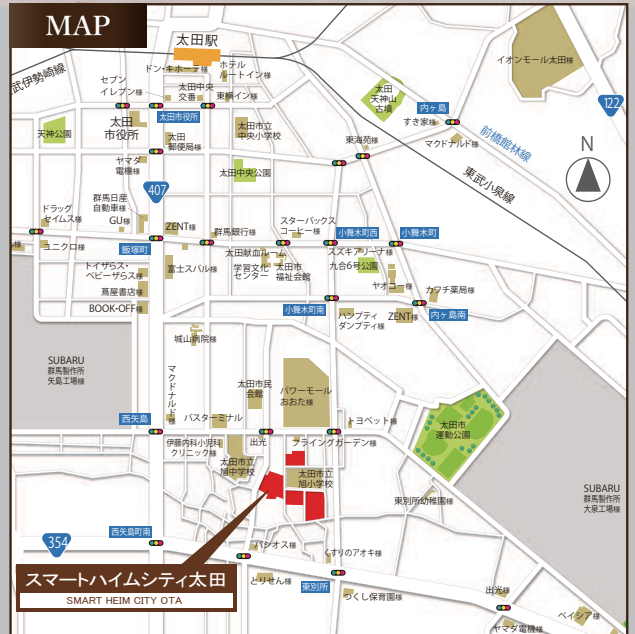 MAP
太田駅
ドン・キホーテ様
ホテル
ルートイン様
イオンモール太田様
武伊勢崎線
セブン
イレブン様
太田中央
交番
東横イン様
太田
天神山
古墳
内ヶ島
122
天神公園
太田
市役所
太田市役所
太田
郵便局様
太田市立
中央小学校
東海苑様
すき家様
マクドナルド様
前橋館林線
N
ヤマダ
電機様
太田中央公園
東武小泉線
407
群馬日産
自動車様
ドラッグ
セイムス様
GU様
ZENT様
群馬銀行様
スターバックス
コーヒー様
小舞木町西
小舞木町
ユニクロ様
飯塚町
太田献血ルーム
スズキアリーナ様
トイザらス・
ベビーザらス様
富士スバル様
学習文化
センター
太田市
福祉会館
九合6号公園
蔦屋書店様
ヤオコー様
カワチ薬局様
BOOK-OFF様
小舞木町南
ハンプティ
ダンプティ様
ZENT様
内ヶ島南
城山病院様
SUBARU
群馬製作所
矢島工場様
マクドナルド様
太田市民
会館
パワーモール
おおた様
西矢島
バスターミナル
トヨペット様
太田市
運動公園
伊藤内科小児科
クリニック様
出光
フライングガーデン様
太田市立
旭中学校
太田市立
旭小学校
東別所幼稚園様
SUBARU
群馬製作所
大泉工場様
354
西矢島町南
パシオス様
くすりのアオキ様
スマートハイムシティ太田
SMART HEIM CITY OTA
とりせん様
東別所
つくし保育園様
出光様
ベイシア様
ヤマダ電機様